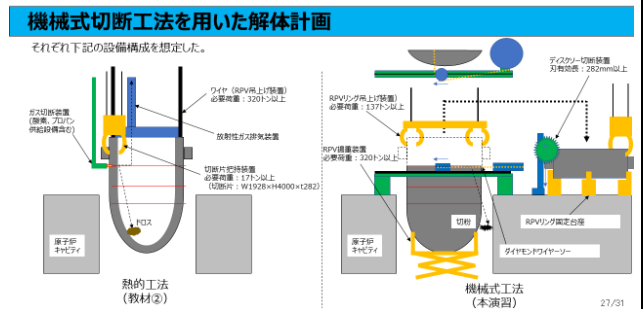 機械式切断工法を用いた解体計画
それぞれ下記の設備構成を想定した。
ガス切断装置
(酸素、プロパン
供給設備含む)
ワイヤ（RPV吊上げ装置）
必要荷重：320トン以上
放射性ガス排気装置
切断片把持装置
必要荷重：17トン以上
（切断片：W1928×H4000×t282）
ドロス
原子炉
キャビティ
熱的工法
（教材②）
RPVリング吊上げ装置）
必要荷重：137トン以上
RPV揚重装置
必要荷重：320トン以上
ディスクソー切断装置
刃有効長：282mm以上
切粉
RPVリング固定台座
ダイヤモンドワイヤーソー
原子炉
キャビティ
機械式工法
（本演習）
27/31